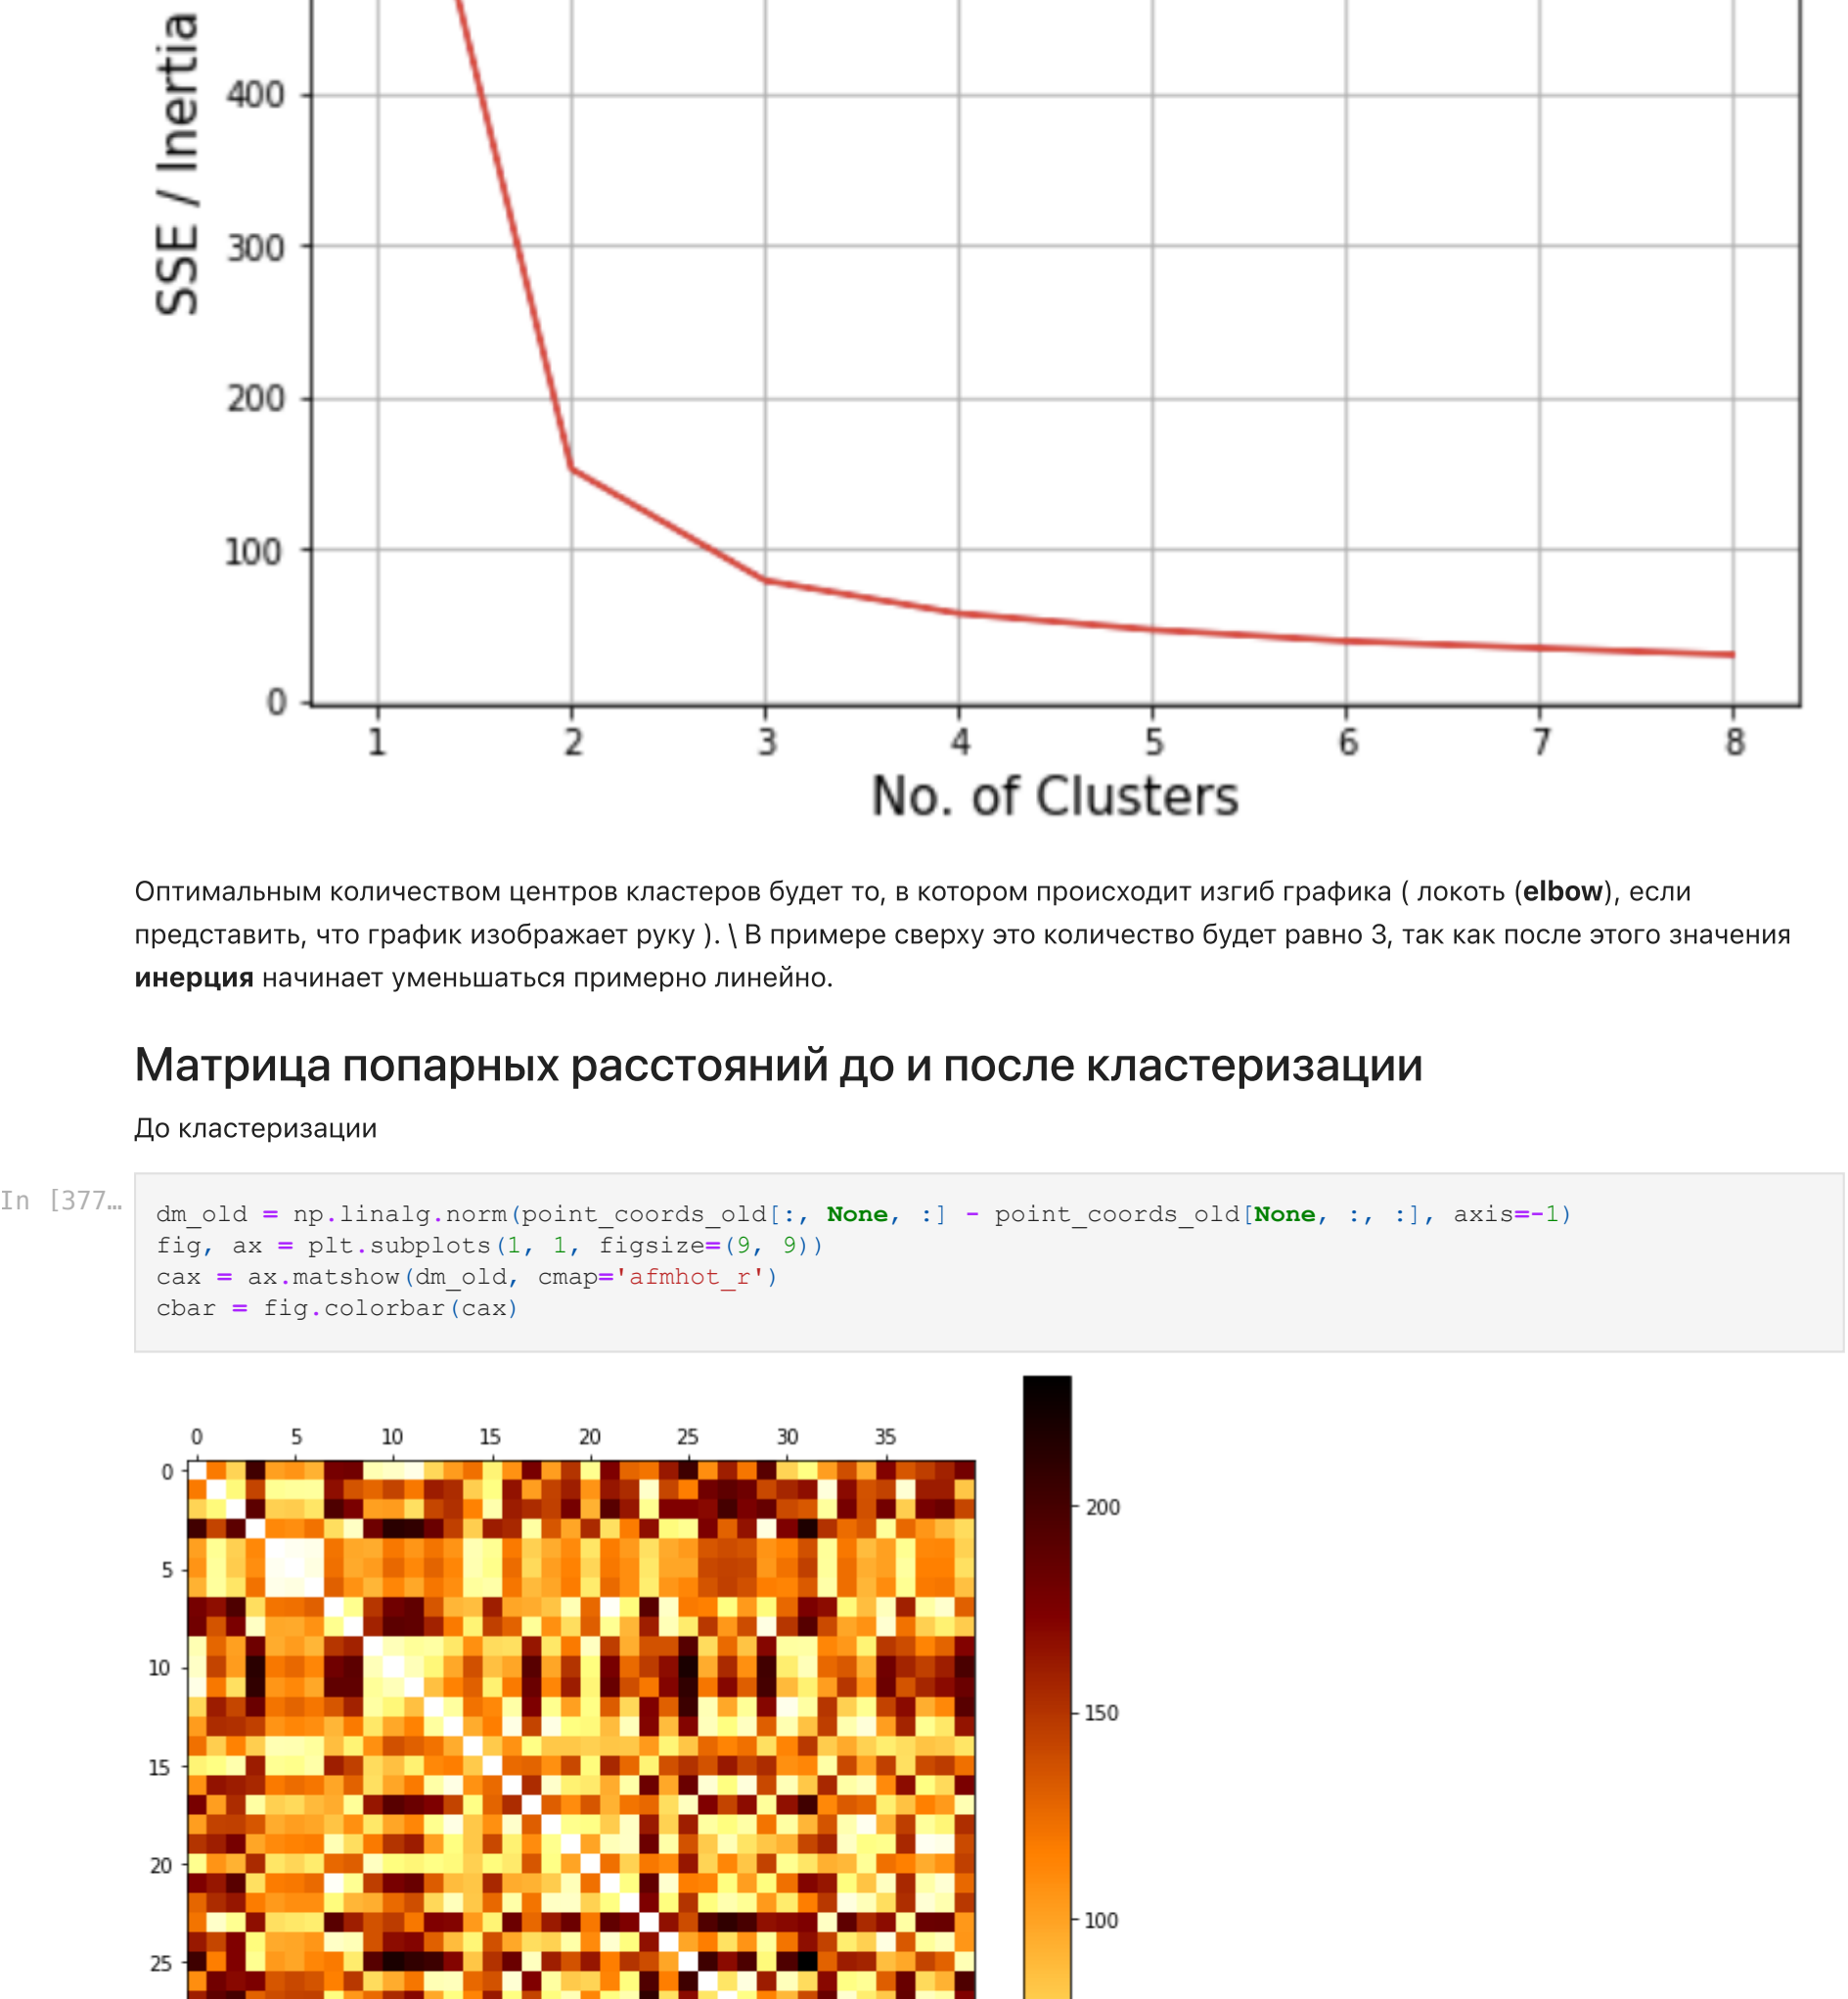 SSE / Inertia
400
300
200
100
0
1 2 3 4 5 6 7 8
No. of Clusters
Оптимальным количеством центров кластеров будет то, в котором происходит изгиб графика ( локоть (elbow), если
представить, что график изображает руку ). \ В примере сверху это количество будет равно 3, так как после этого значения
инерция начинает уменьшаться примерно линейно.
Матрица попарных расстояний до и после кластеризации
До кластеризации
In [377…
dm_old = np.linalg.norm(point_coords_old[:, None, :] - point_coords_old[None, :, :], axis=-1)
fig, ax = plt.subplots(1, 1, figsize=(9, 9))
cax = ax.matshow(dm_old, cmap='afmhot_r')
cbar = fig.colorbar(cax)
0 5 10 15 20 25 30 35
0
5
10
15
20
25
200
150
100